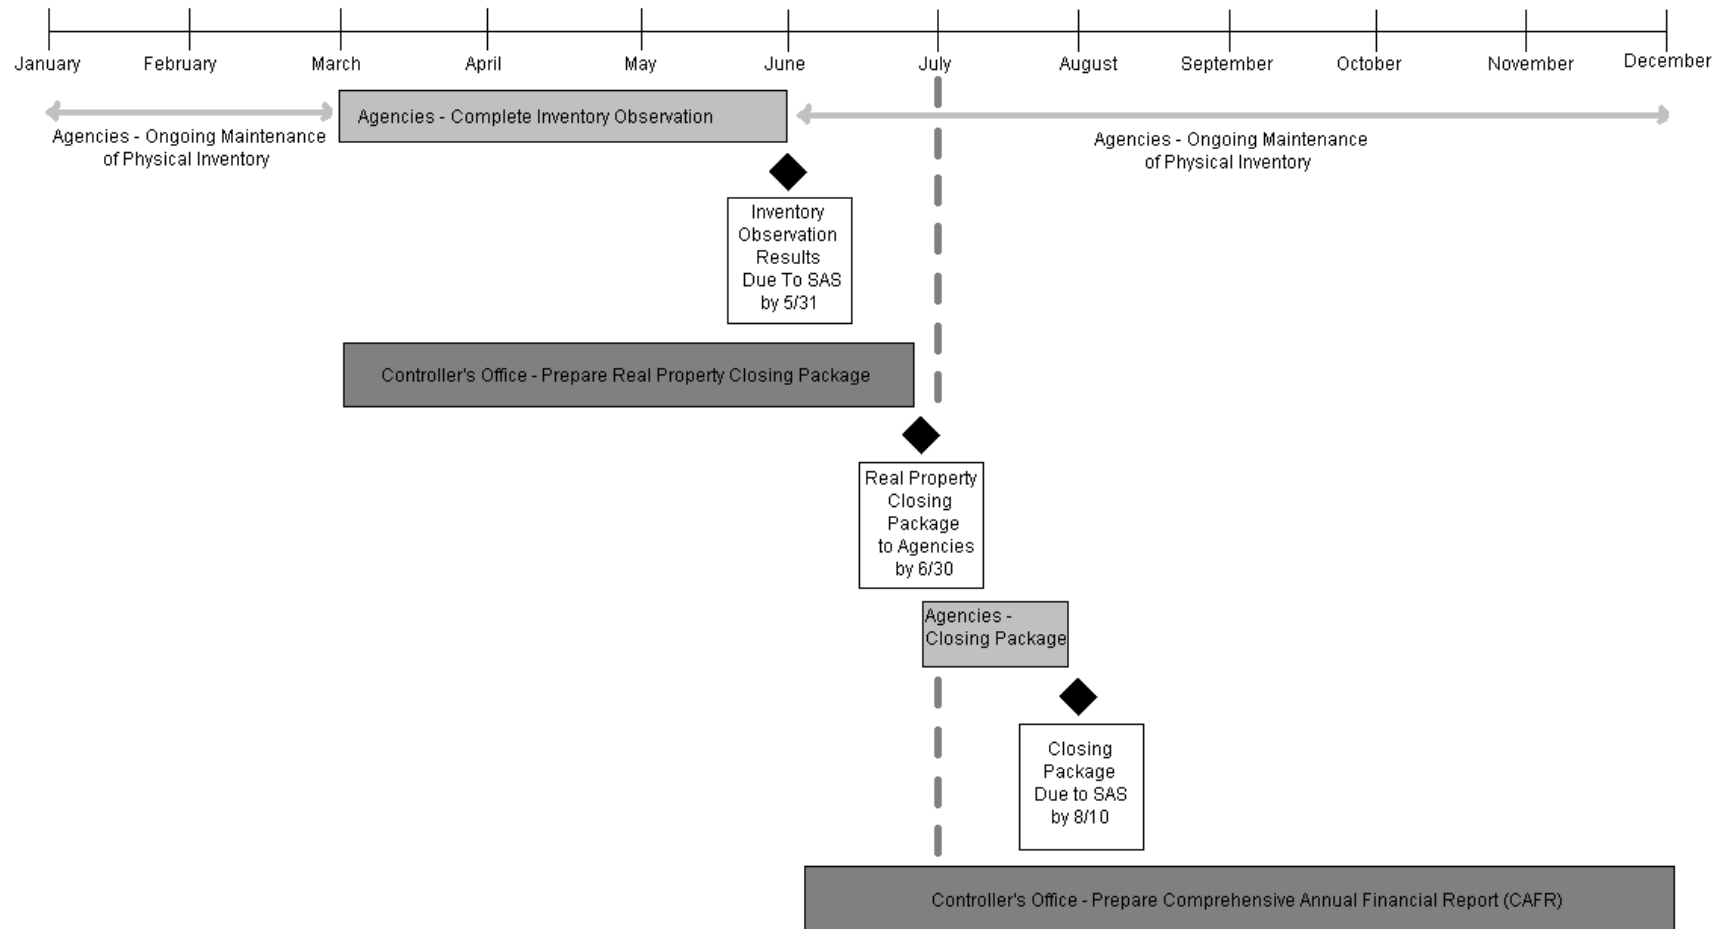 January
February
March
April
May
June
July
August
September
October
November
December
Agencies - Ongoing Maintenance
of Physical Inventory
Agencies - Complete Inventory Observation
Agencies - Ongoing Maintenance
of Physical Inventory
Inventory
Observation
Results
Due To SAS
by 5/31
Controller's Office - Prepare Real Property Closing Package
Real Property
Closing
Package
to Agencies
by 6/30
Agencies -
Closing Package
Closing
Package
Due to SAS
by 8/10
Controller's Office - Prepare Comprehensive Annual Financial Report (CAFR)